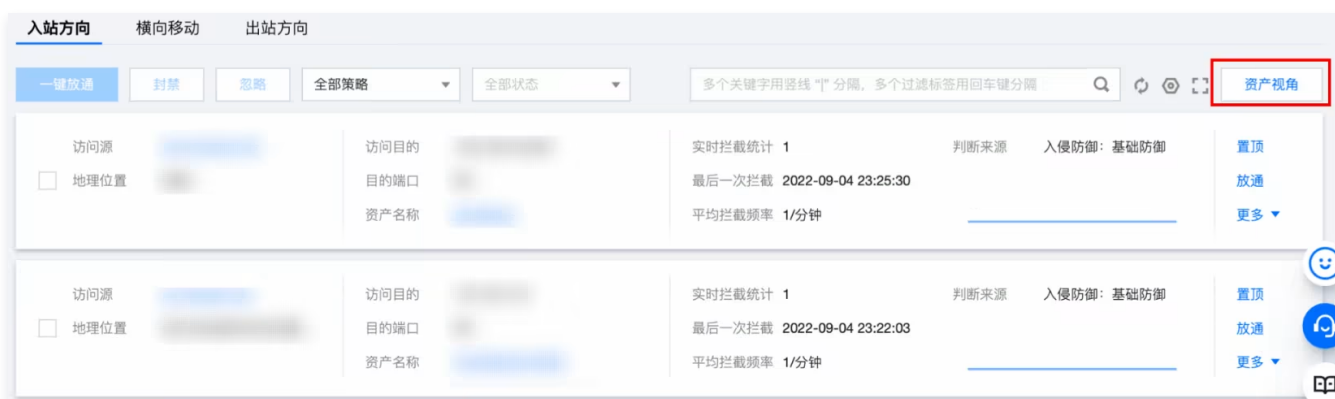 入站方向 横向移动 出站方向
一键放通 封禁 忽略 全部策略 全部状态 多个关键字用竖线 "|" 分隔，多个过滤标签用回车键分隔 资产视角
访问源 访问目的 实时拦截统计 1 判断来源 入侵防御：基础防御 置顶
地理位置 目的端口 最后一次拦截 2022-09-04 23:25:30 放通
资产名称 平均拦截频率 1/分钟 更多
访问源 访问目的 实时拦截统计 1 判断来源 入侵防御：基础防御 置顶
地理位置 目的端口 最后一次拦截 2022-09-04 23:22:03 放通
资产名称 平均拦截频率 1/分钟 更多